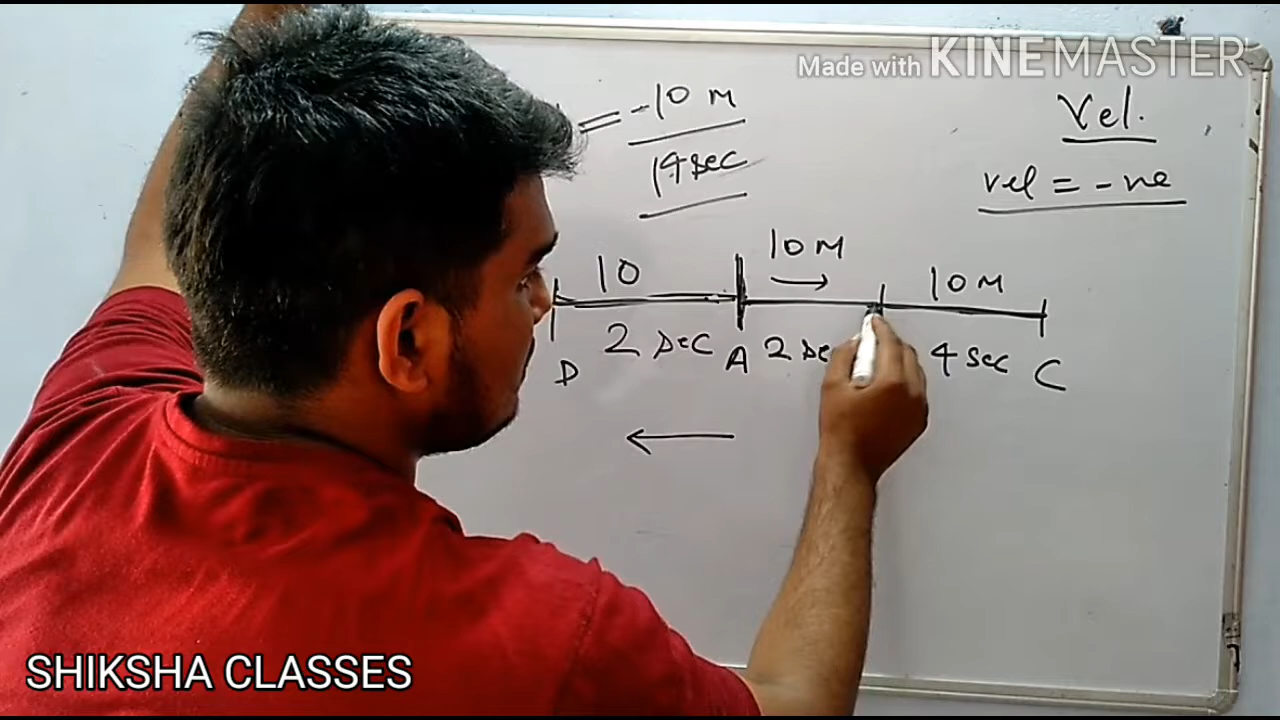 Made with KINEMASTER
= -10 M
14 sec
Vel.
vel = -ve
10
10 M
10 M
2 sec
A
2 se
4 sec
C
D
SHIKSHA CLASSES